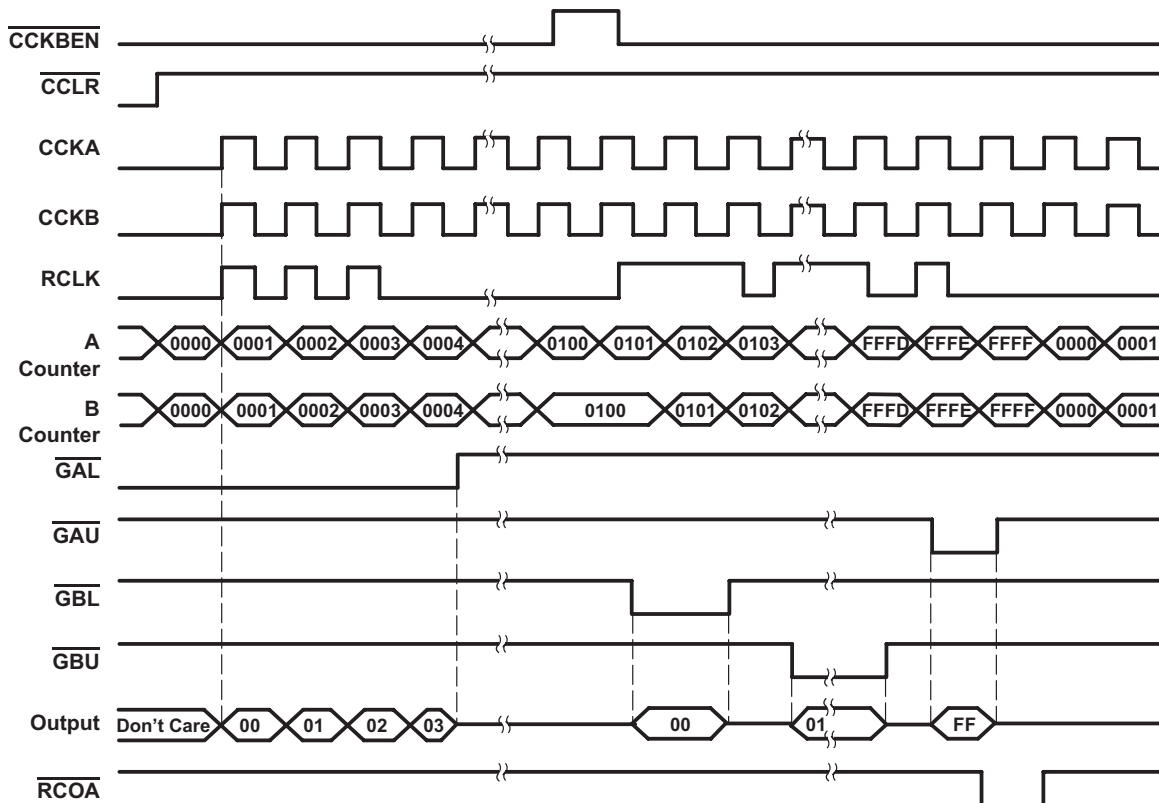 CCKBEN
CCLR
CCKA
CCKB
RCLK
A Counter 0000 0001 0002 0003 0004 0100 0101 0102 0103 FFFD FFFE FFFF 0000 0001
B Counter 0000 0001 0002 0003 0004 0100 0101 0102 FFFD FFFE FFFF 0000 0001
GAL
GAU
GBL
GBU
Output Don't Care 00 01 02 03 00 01 FF
RCOA